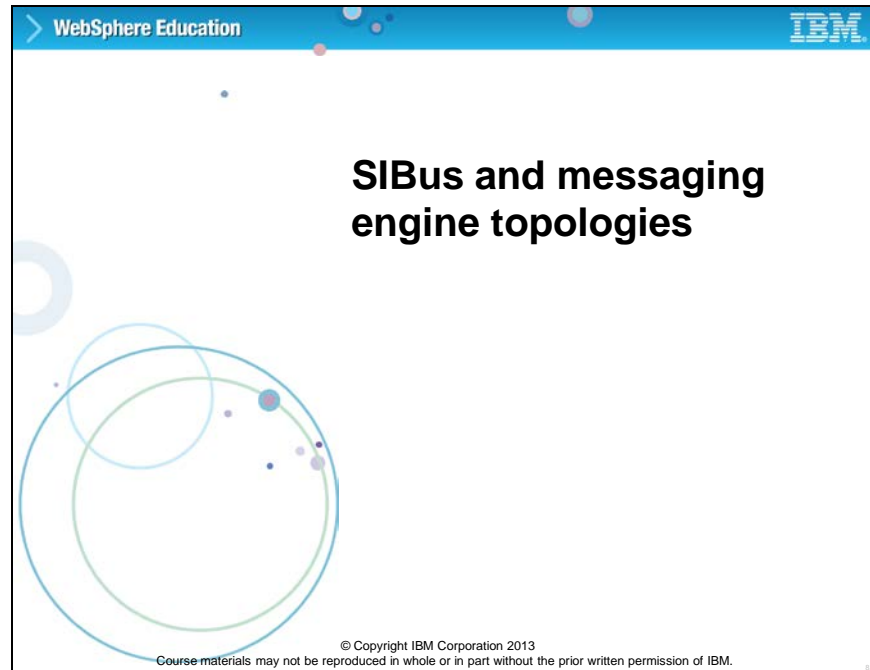 WebSphere Education
IBM
SIBus and messaging
engine topologies
© Copyright IBM Corporation 2013
Course materials may not be reproduced in whole or in part without the prior written permission of IBM.